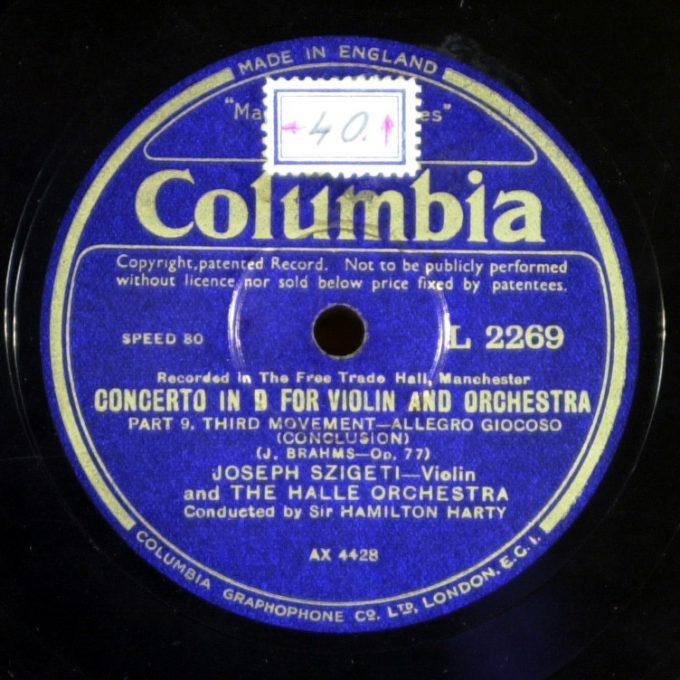 MADE IN ENGLAND
40.
Columbia
Copyright, patented Record. Not to be publicly performed
without licence nor sold below price fixed by patentees.
SPEED 80
L 2269
Recorded in The Free Trade Hall, Manchester
CONCERTO IN D FOR VIOLIN AND ORCHESTRA
PART 9. THIRD MOVEMENT—ALLEGRO GIOCOSO
(CONCLUSION)
(J. BRAHMS—Op. 77)
JOSEPH SZIGETI—Violin
and THE HALLE ORCHESTRA
Conducted by Sir HAMILTON HARTY
AX 4428
COLUMBIA GRAPHOPHONE CO. LTD, LONDON. E.C.1.